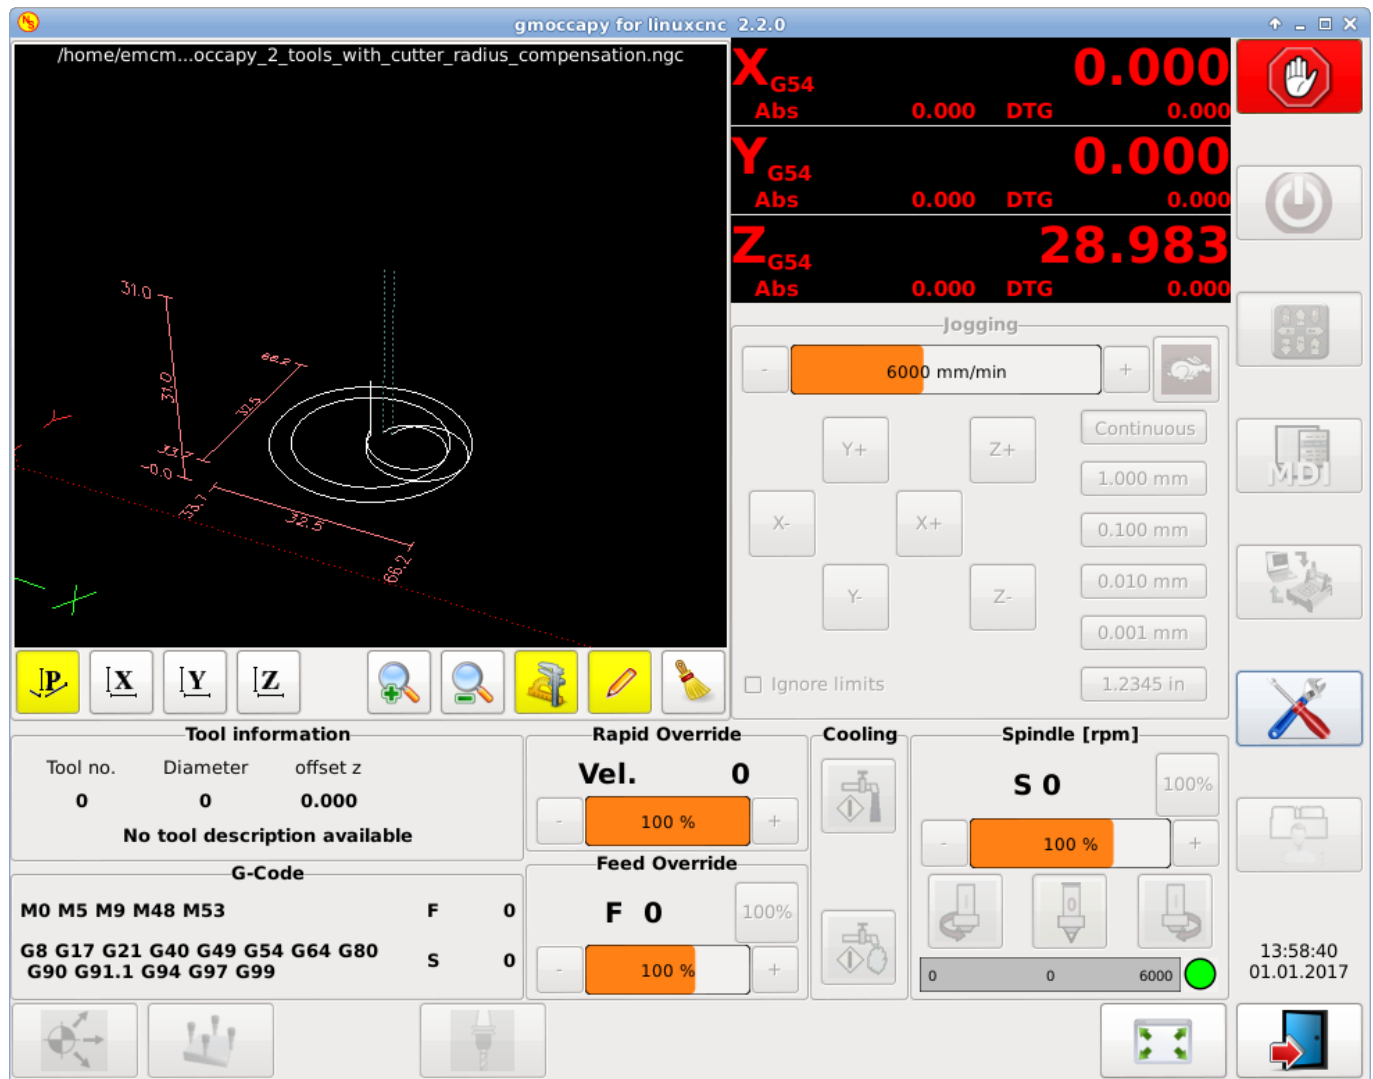 gmoccapy for linuxcnc 2.2.0
/home/emcm...occapy_2_tools_with_cutter_radius_compensation.ngc
X G54 0.000
Abs 0.000 DTG 0.000
Y G54 0.000
Abs 0.000 DTG 0.000
Z G54 28.983
Abs 0.000 DTG 0.000
31.0
31.0
-0.0
66.2
32.5
33.7
33.7
32.5
66.2
Y
X
Jogging
- 6000 mm/min +
Y+ Z+
X- X+
Y- Z-
Continuous
1.000 mm
0.100 mm
0.010 mm
0.001 mm
1.2345 in
Ignore limits
MDI
P X Y Z
Tool information
Tool no. Diameter offset z
0 0 0.000
No tool description available
G-Code
M0 M5 M9 M48 M53 F 0
G8 G17 G21 G40 G49 G54 G64 G80
G90 G91.1 G94 G97 G99
S 0
Rapid Override
Vel. 0
- 100 % +
Feed Override
F 0 100%
- 100 % +
Cooling
Spindle [rpm]
S 0 100%
- 100 % +
0
0 0 6000
13:58:40
01.01.2017